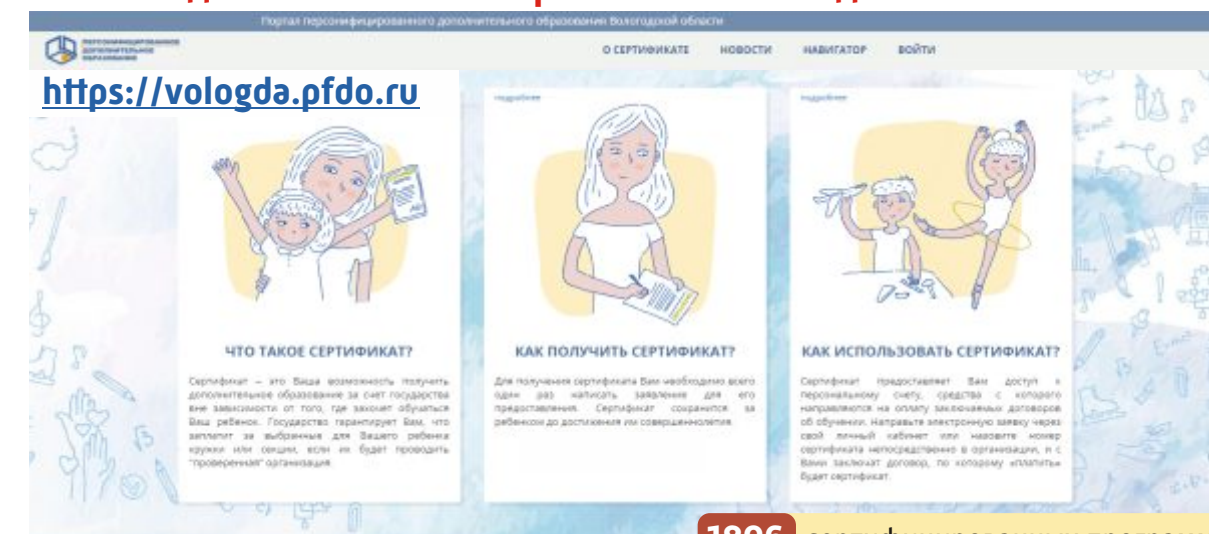 Портал персонифицированного дополнительного образования Вологодской области
ПЕРСОНИФИЦИРОВАННОЕ
ДОПОЛНИТЕЛЬНОЕ
ОБРАЗОВАНИЕ
О СЕРТИФИКАТЕ НОВОСТИ НАВИГАТОР ВОЙТИ
https://vologda.pfdo.ru
подробнее
подробнее
ЧТО ТАКОЕ СЕРТИФИКАТ?
Сертификат – это Ваша возможность получить
дополнительное образование за счет государства
вне зависимости от того, где захочет обучаться
Ваш ребенок. Государство гарантирует Вам, что
заплатит за выбранные для Вашего ребенка
кружки или секции, если их будет проводить
"проверенная" организация.
КАК ПОЛУЧИТЬ СЕРТИФИКАТ?
Для получения сертификата Вам необходимо всего
один раз написать заявление для его
предоставления. Сертификат сохранится за
ребенком до достижения им совершеннолетия.
КАК ИСПОЛЬЗОВАТЬ СЕРТИФИКАТ?
Сертификат предоставляет Вам доступ к
персональному счету, средства с которого
направляются на оплату заключаемых договоров
об обучении. Направьте электронную заявку через
свой личный кабинет или назовите номер
сертификата непосредственно в организации, и с
Вами заключат договор, по которому «платить»
будет сертификат.
1806